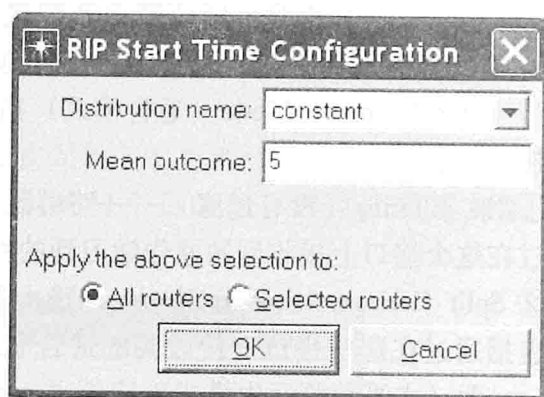 RIP Start Time Configuration
Distribution name: constant
Mean outcome: 5
Apply the above selection to:
All routers Selected routers
OK Cancel